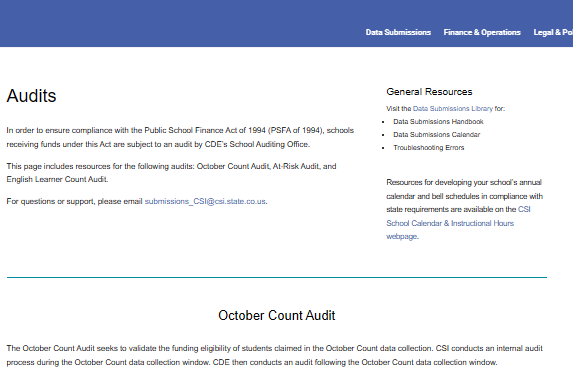 Data Submissions Finance & Operations Legal & Po
Audits
In order to ensure compliance with the Public School Finance Act of 1994 (PSFA of 1994), schools
receiving funds under this Act are subject to an audit by CDE's School Auditing Office.
This page includes resources for the following audits: October Count Audit, At-Risk Audit, and
English Learner Count Audit.
For questions or support, please email submissions_CSI@csi.state.co.us.
General Resources
Visit the Data Submissions Library for:
• Data Submissions Handbook
• Data Submissions Calendar
• Troubleshooting Errors
Resources for developing your school's annual
calendar and bell schedules in compliance with
state requirements are available on the CSI
School Calendar & Instructional Hours
webpage.
October Count Audit
The October Count Audit seeks to validate the funding eligibility of students claimed in the October Count data collection. CSI conducts an internal audit
process during the October Count data collection window. CDE then conducts an audit following the October Count data collection window.